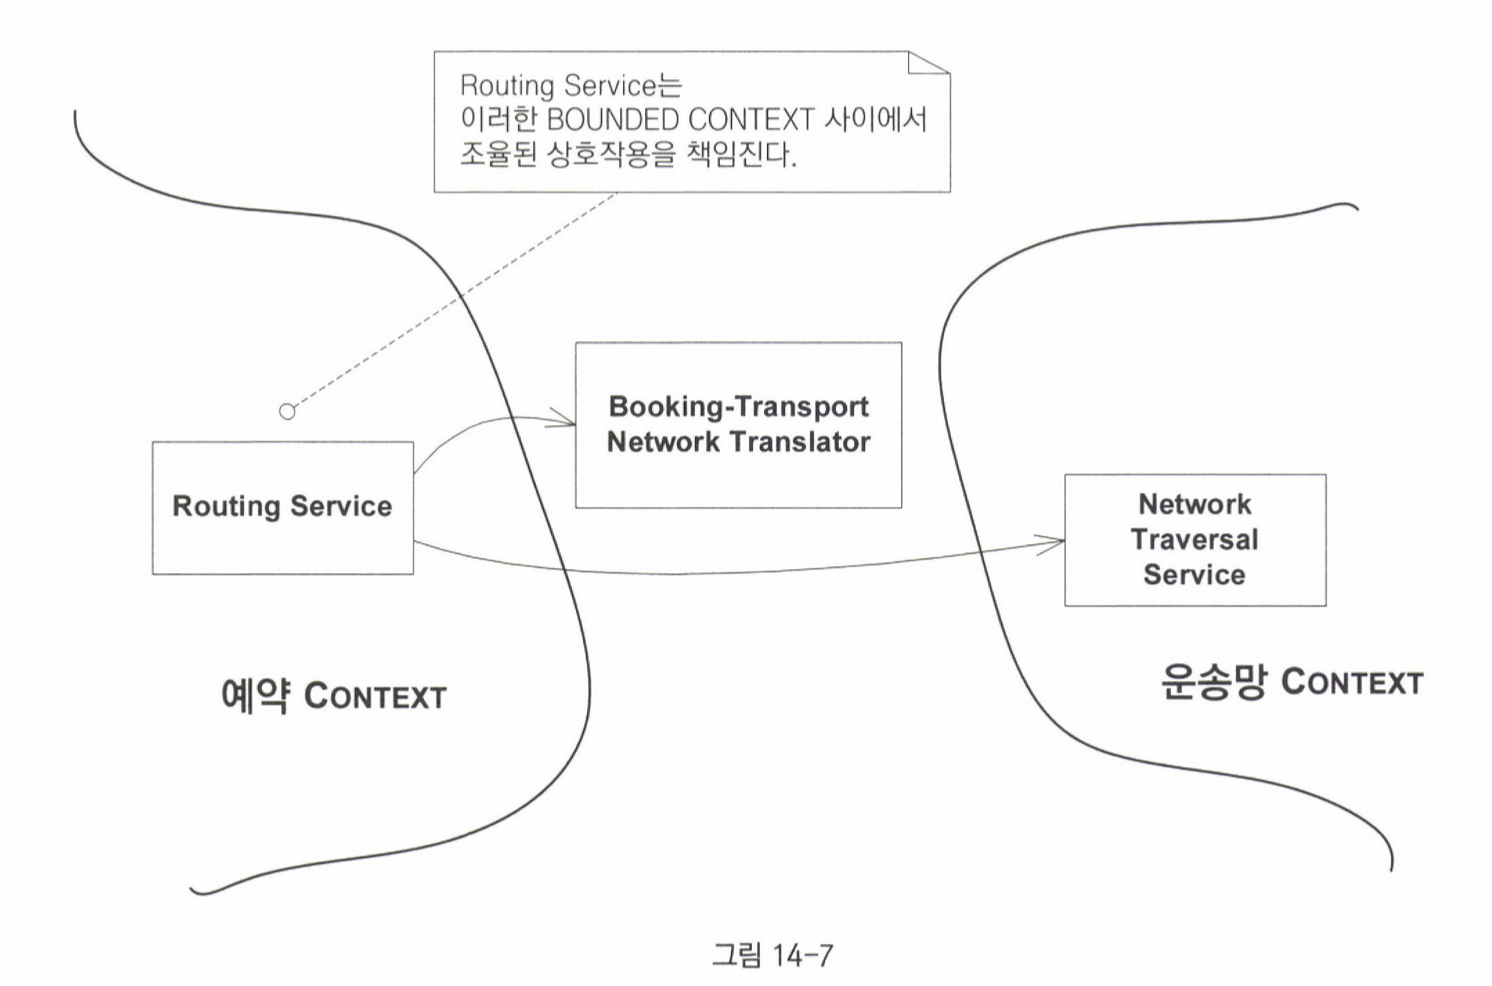 Routing Service는
이러한 BOUNDED CONTEXT 사이에서
조율된 상호작용을 책임진다.
Booking-Transport
Network Translator
Routing Service
Network
Traversal
Service
예약 CONTEXT
운송망 CONTEXT
그림 14-7